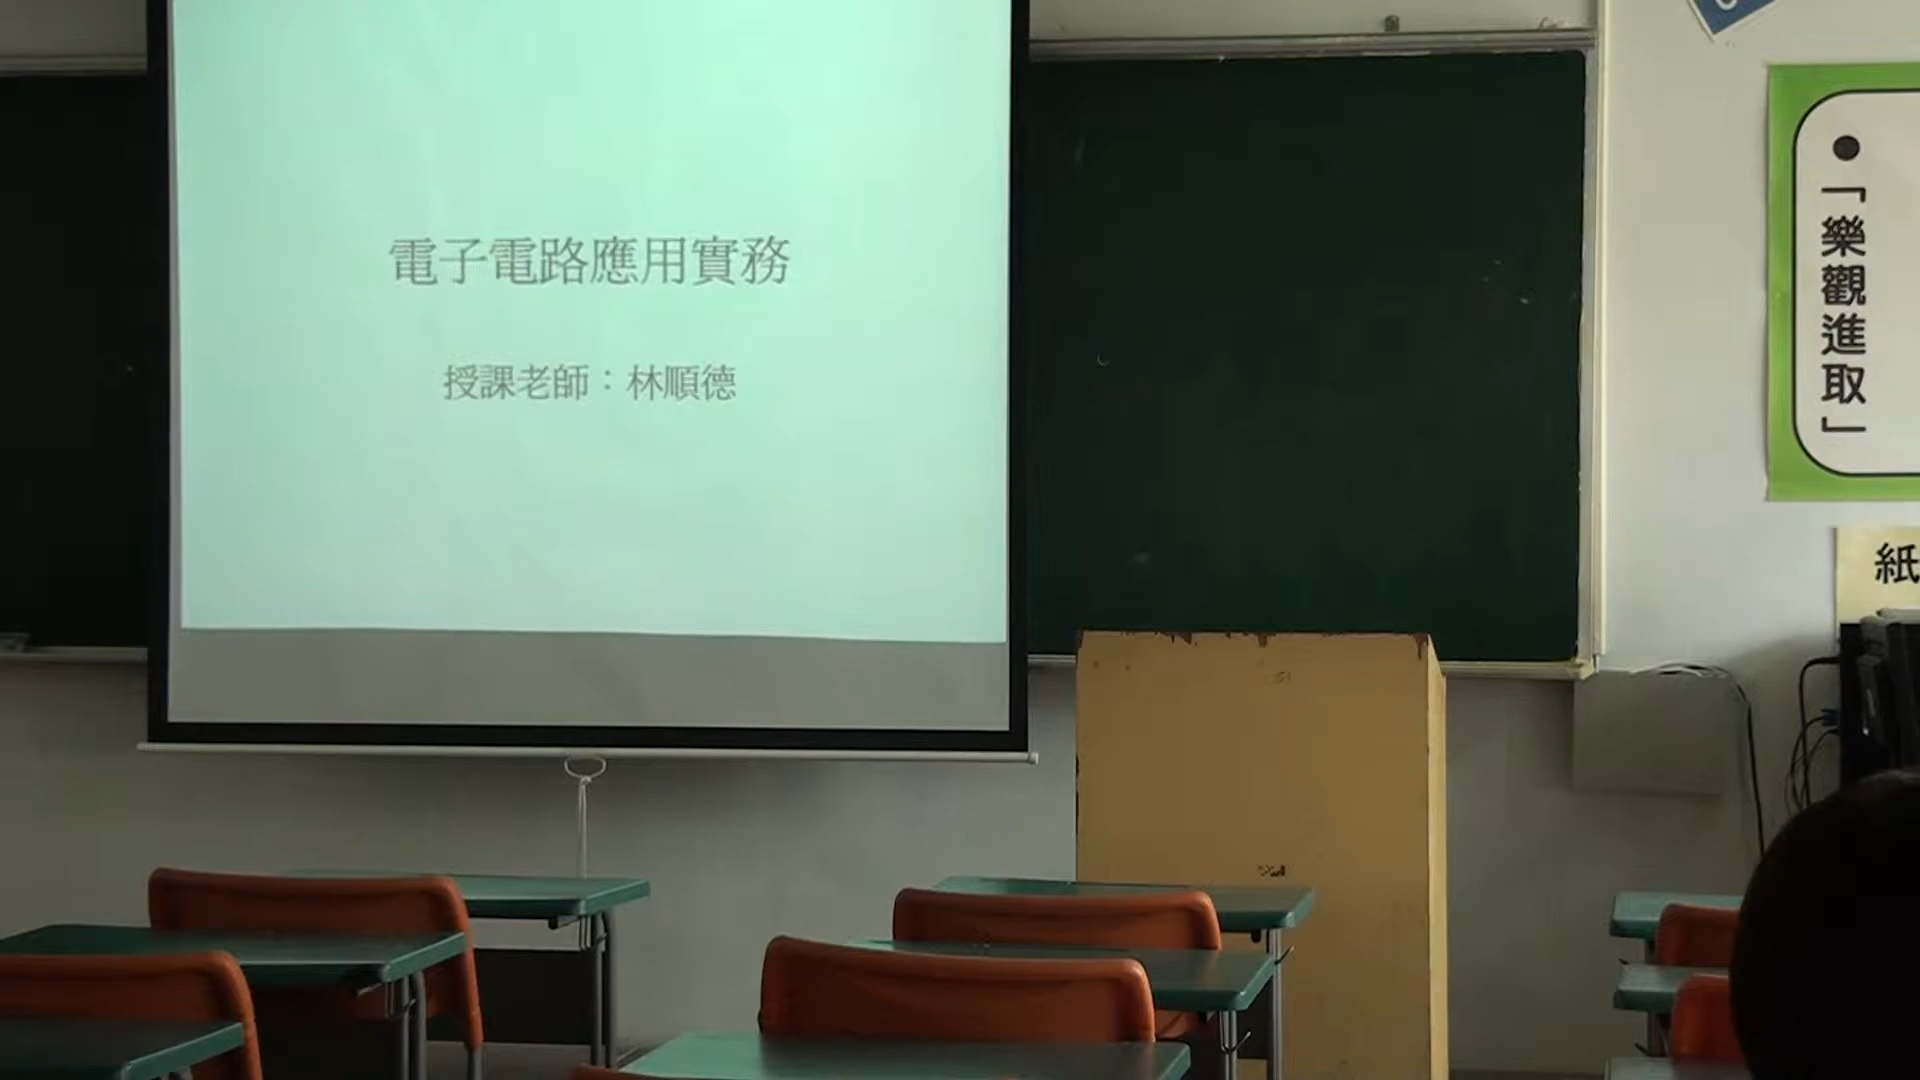 電子電路應用實務
授課老師：林順德
●「樂觀進取」
紙